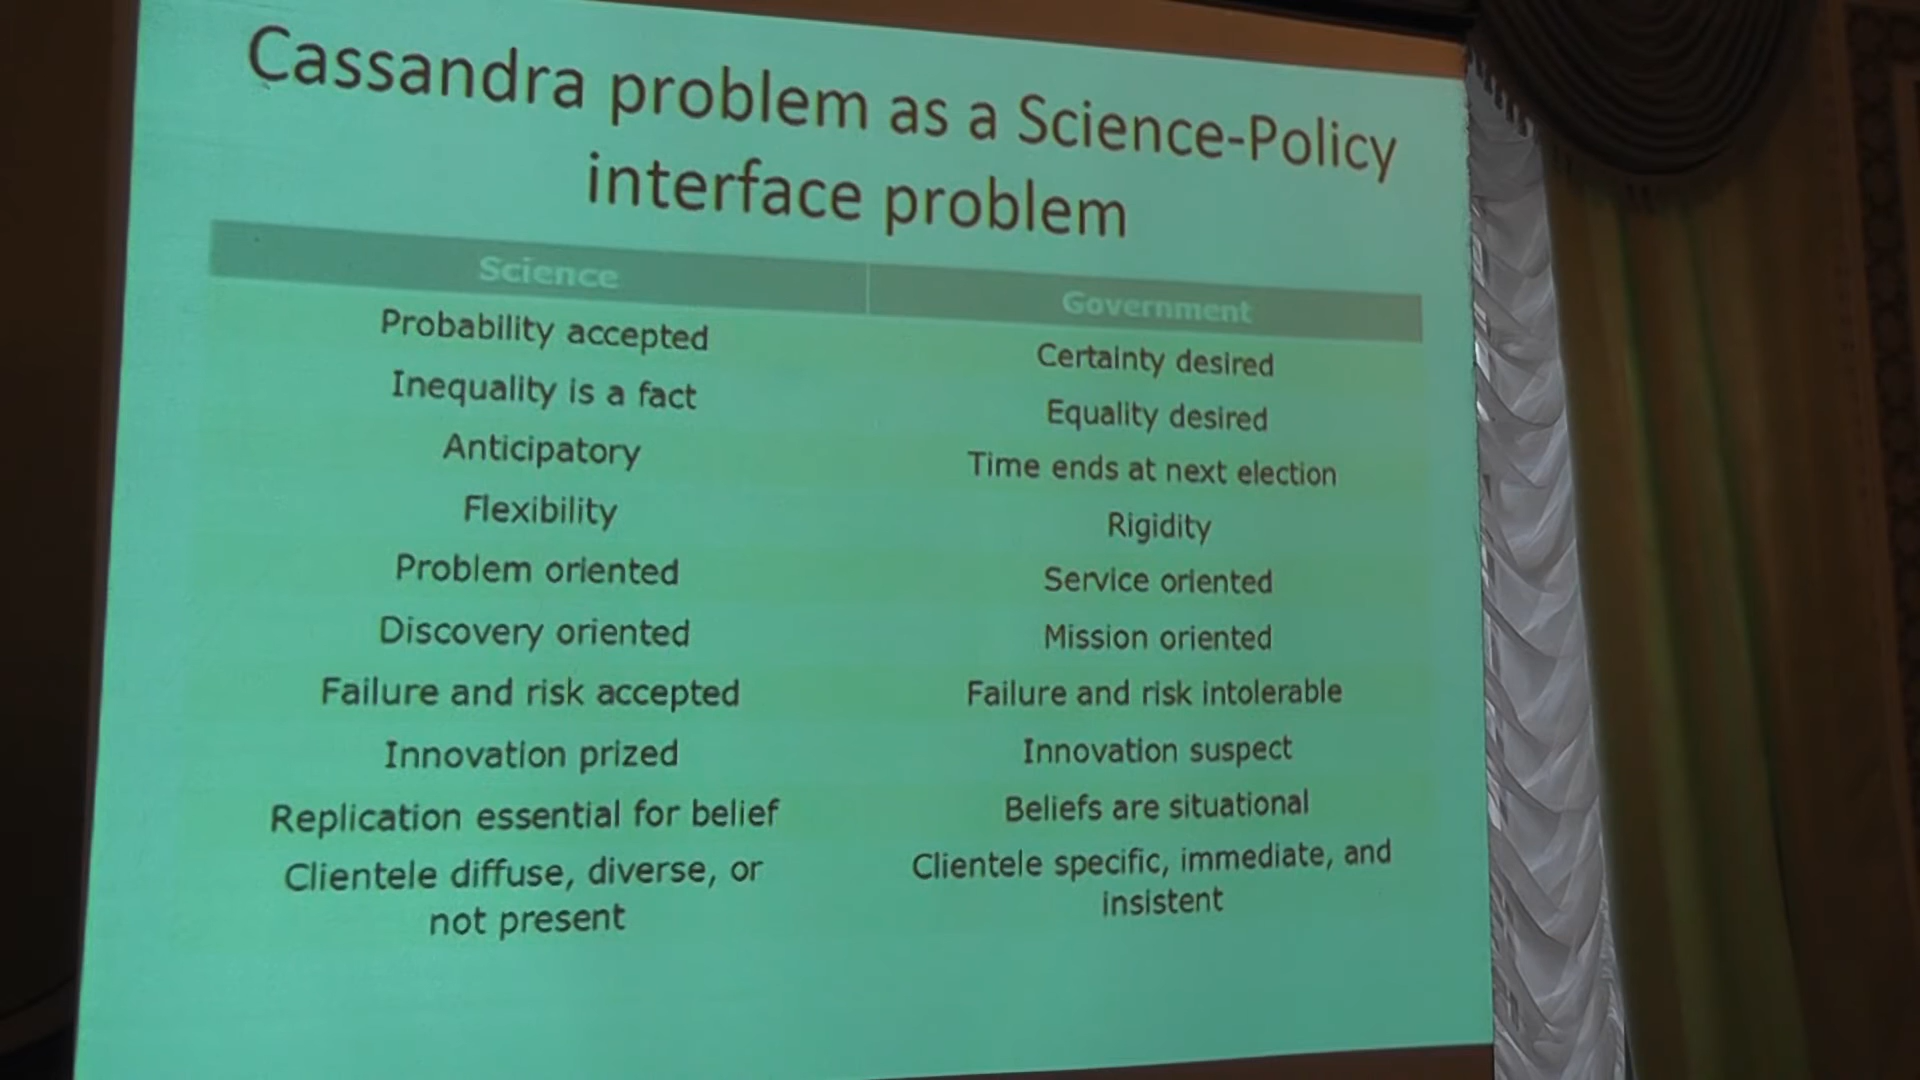 Cassandra problem as a Science-Policy
interface problem
Science
Government
Probability accepted
Certainty desired
Inequality is a fact
Equality desired
Anticipatory
Time ends at next election
Flexibility
Rigidity
Problem oriented
Service oriented
Discovery oriented
Mission oriented
Failure and risk accepted
Failure and risk intolerable
Innovation prized
Innovation suspect
Replication essential for belief
Beliefs are situational
Clientele diffuse, diverse, or
not present
Clientele specific, immediate, and
insistent